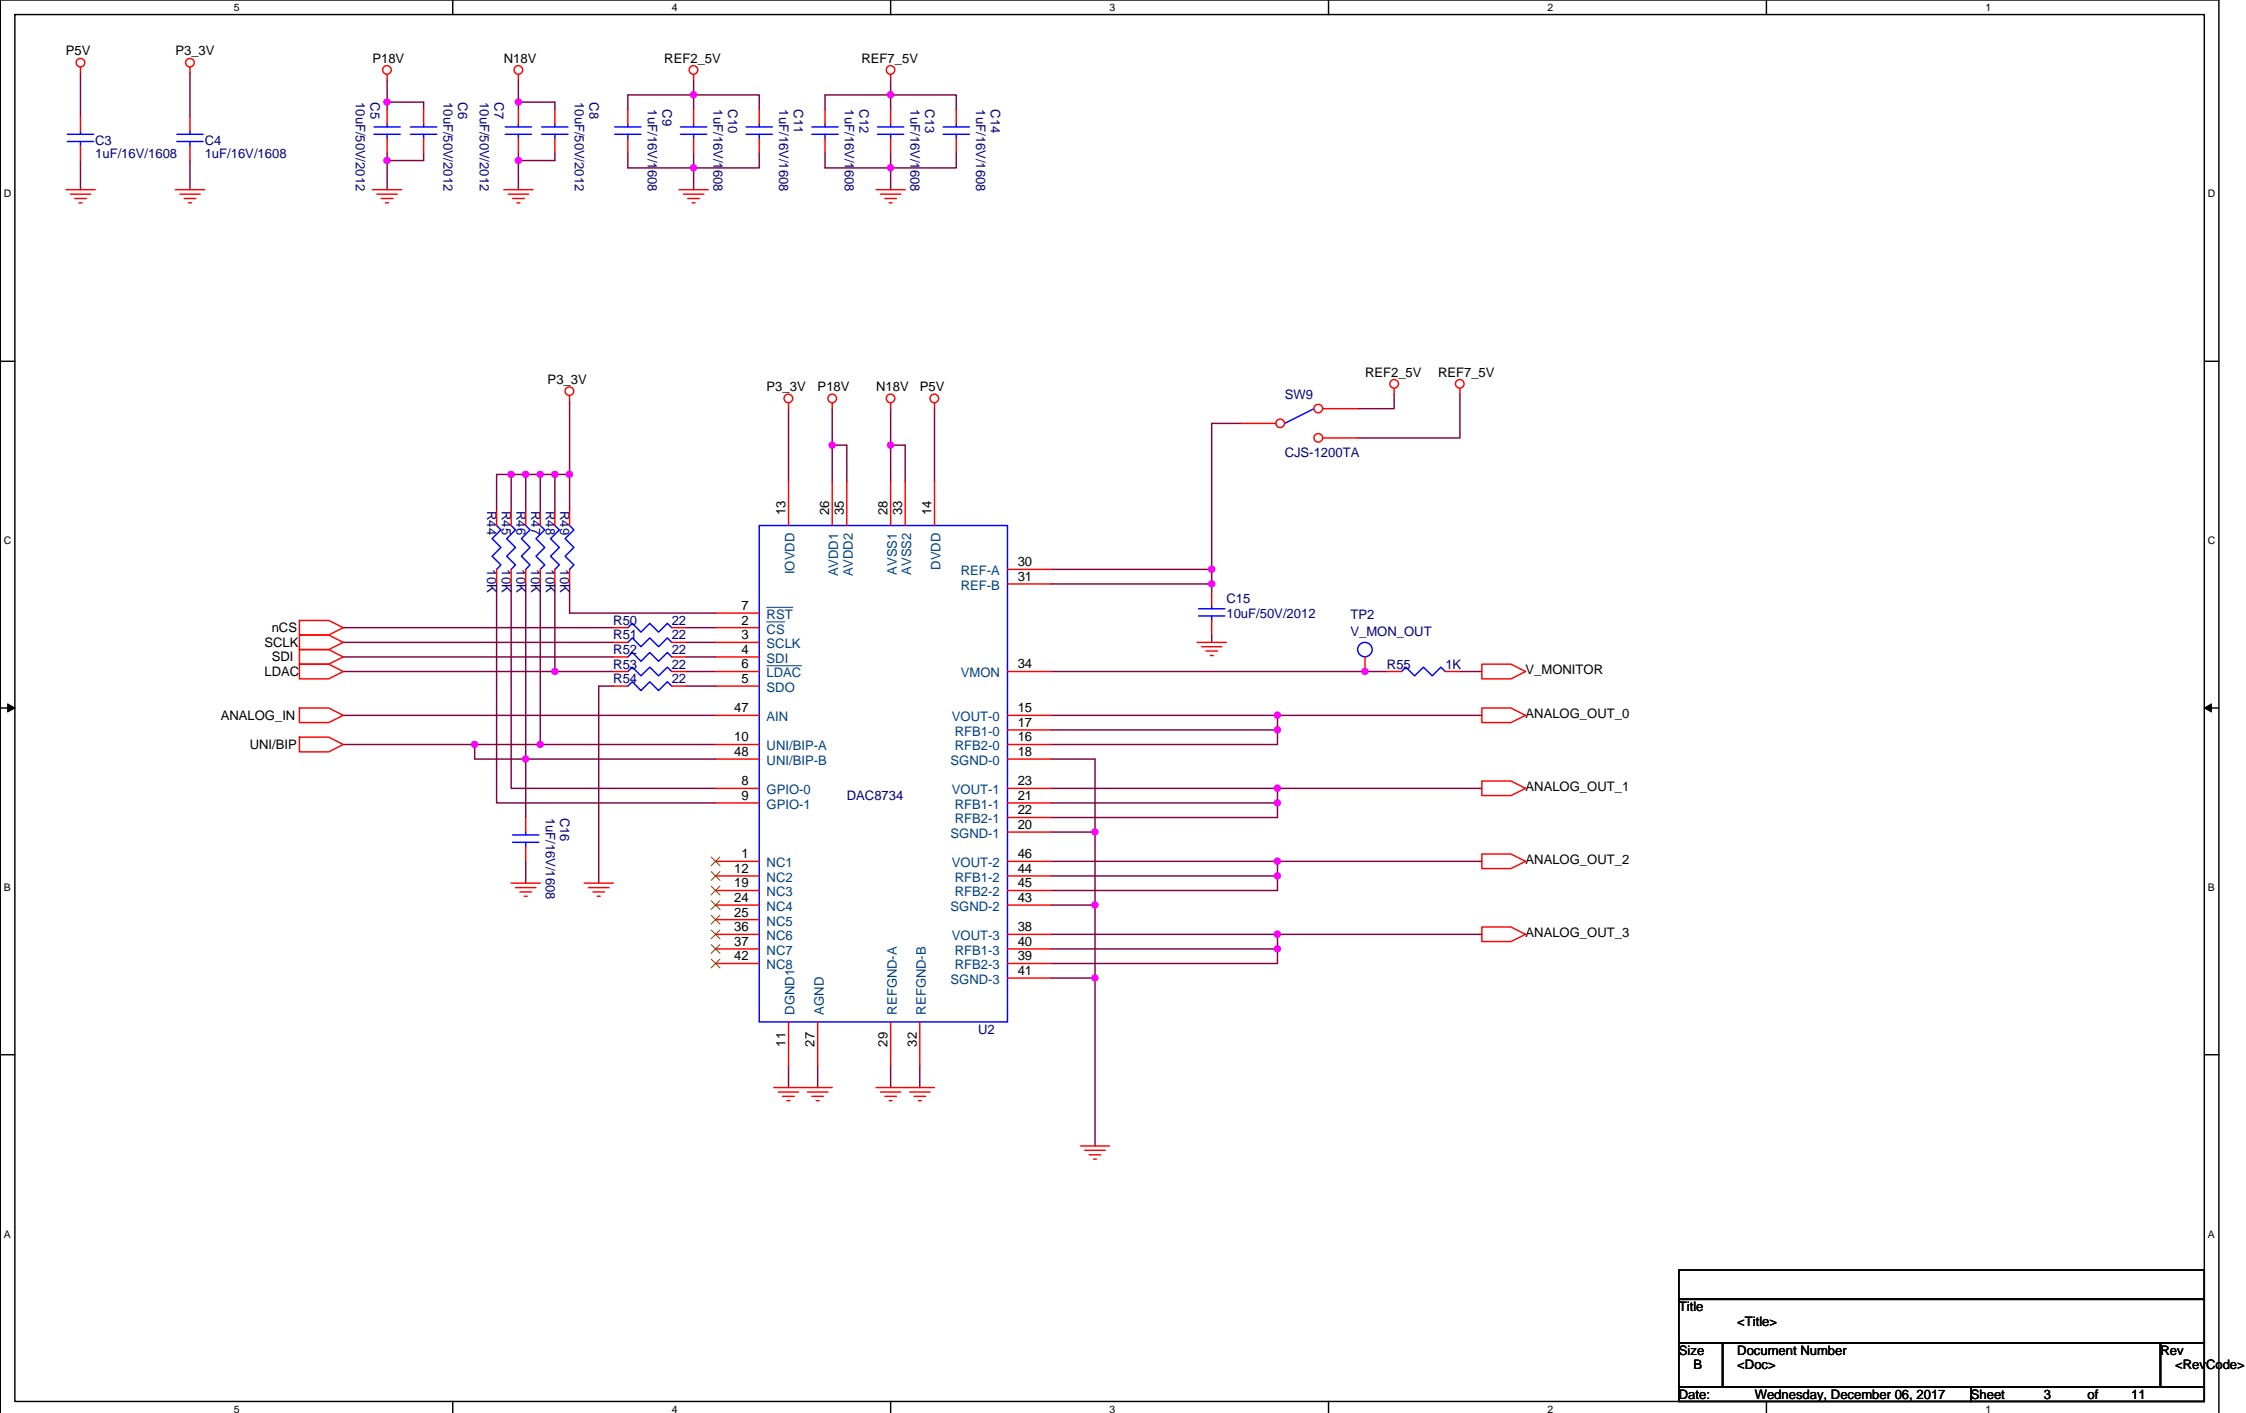 5 4 3 2 1
P5V
P3_3V
P18V
N18V
REF2_5V
REF7_5V
C3
1uF/16V/1608
C4
1uF/16V/1608
C5
10uF/50V/2012
C6
10uF/50V/2012
C7
10uF/50V/2012
C8
10uF/50V/2012
C9
1uF/16V/1608
C10
1uF/16V/1608
C11
1uF/16V/1608
C12
1uF/16V/1608
C13
1uF/16V/1608
C14
1uF/16V/1608
D
D
P3_3V
P3_3V
P18V
N18V
P5V
REF2_5V
REF7_5V
SW9
CJS-1200TA
C
C
R44
10K
R45
10K
R46
10K
R47
10K
R48
10K
R49
10K
13
IOVDD
26
AVDD1
35
AVDD2
28
AVSS1
33
AVSS2
14
DVDD
REF-A 30
REF-B 31
C15
10uF/50V/2012
TP2
V_MON_OUT
7 RST
nCS R50 22 2 CS
SCLK R51 22 3 SCLK
SDI R52 22 4 SDI
LDAC R53 22 6 LDAC
R54 22 5 SDO
VMON 34 R55 1K V_MONITOR
ANALOG_IN 47 AIN
UNI/BIP 10 UNI/BIP-A
48 UNI/BIP-B
8 GPIO-0
9 GPIO-1
DAC8734
VOUT-0 15 ANALOG_OUT_0
RFB1-0 17
RFB2-0 16
SGND-0 18
VOUT-1 23 ANALOG_OUT_1
RFB1-1 21
RFB2-1 22
SGND-1 20
VOUT-2 46 ANALOG_OUT_2
RFB1-2 44
RFB2-2 45
SGND-2 43
VOUT-3 38 ANALOG_OUT_3
RFB1-3 40
RFB2-3 39
SGND-3 41
C16
1uF/16V/1608
1 NC1
12 NC2
19 NC3
24 NC4
25 NC5
36 NC6
37 NC7
42 NC8
B
B
DGND1
11
AGND
27
REFGND-A
29
REFGND-B
32
U2
A
A
Title
<Title>
Size
B
Document Number
<Doc>
Rev
<RevCode>
Date: Wednesday, December 06, 2017 Sheet 3 of 11
5 4 3 2 1